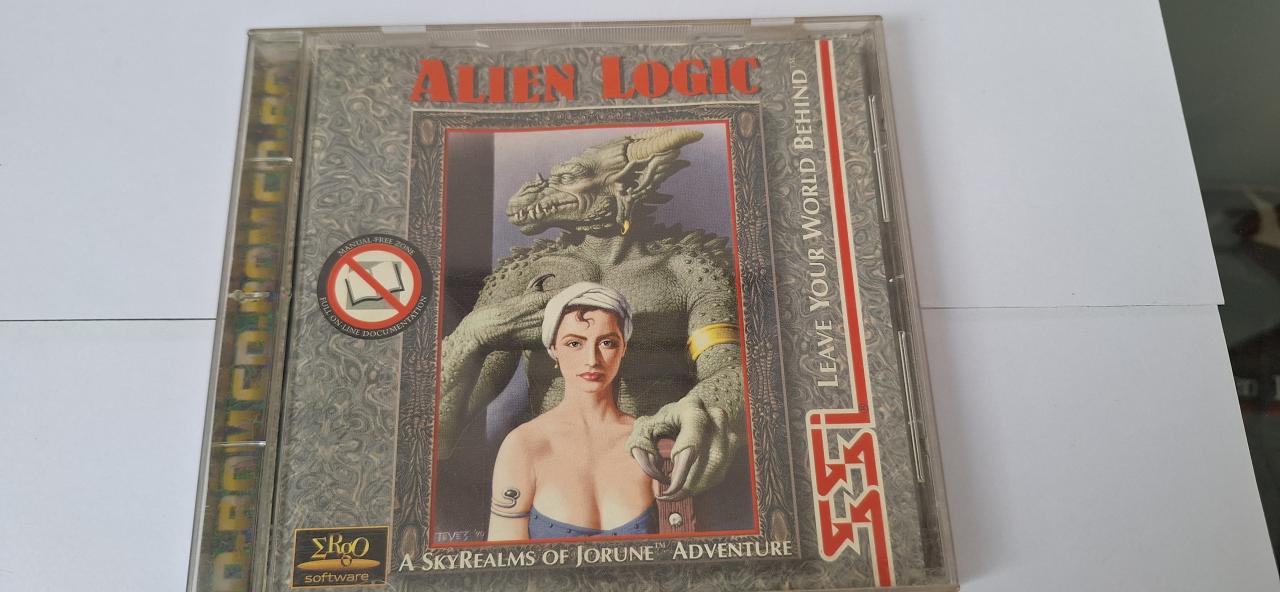 ALIEN LOGIC
LEAVE YOUR WORLD BEHIND™
MANUAL-FREE ZONE
FULL ON-LINE DOCUMENTATION
SSI
TEVES
ΣRgO
software
A SKYREALMS OF JORUNE™ ADVENTURE